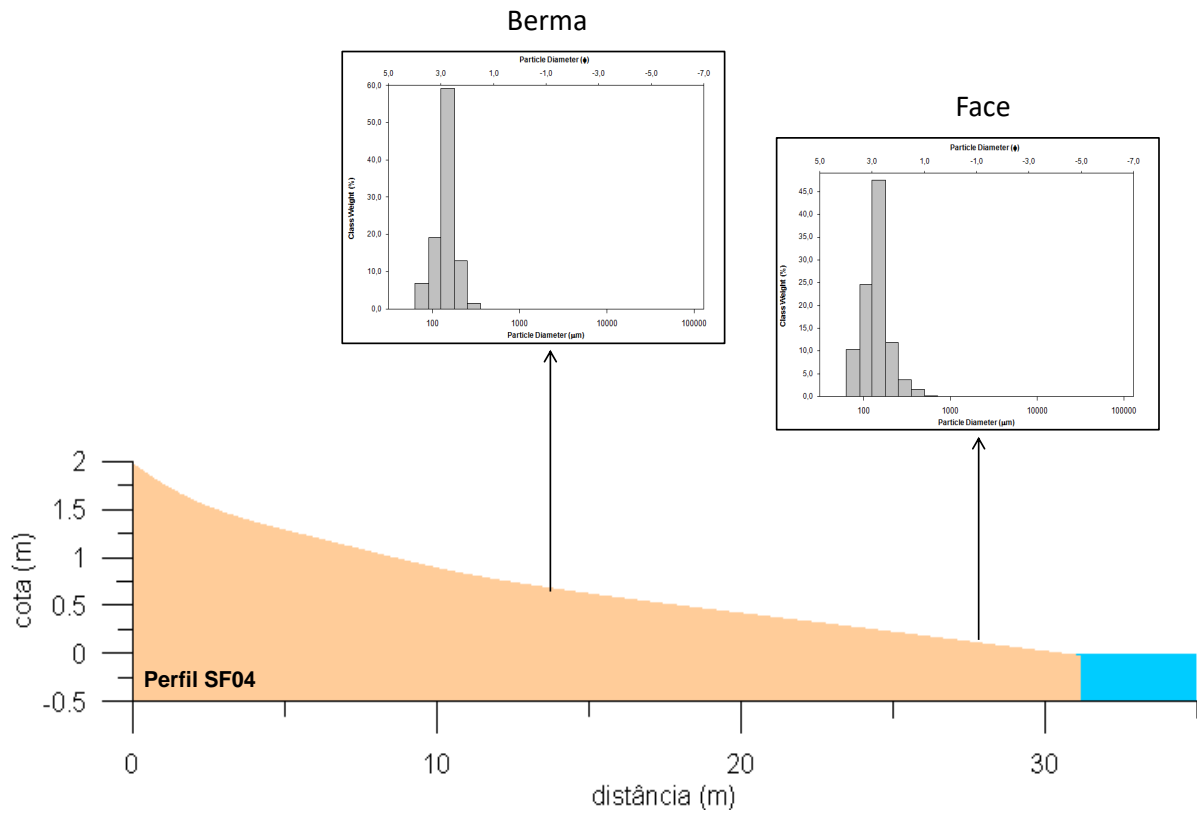 Berma
Particle Diameter (ϕ)
5,0 3,0 1,0 -1,0 -3,0 -5,0 -7,0
60,0
50,0
40,0
30,0
20,0
10,0
0,0
Class Weight (%)
100 1000 10000 100000
Particle Diameter (µm)
Face
Particle Diameter (ϕ)
5,0 3,0 1,0 -1,0 -3,0 -5,0 -7,0
45,0
40,0
35,0
30,0
25,0
20,0
15,0
10,0
5,0
0,0
Class Weight (%)
100 1000 10000 100000
Particle Diameter (µm)
2
1.5
1
0.5
0
-0.5
cota (m)
Perfil SF04
0 10 20 30
distância (m)